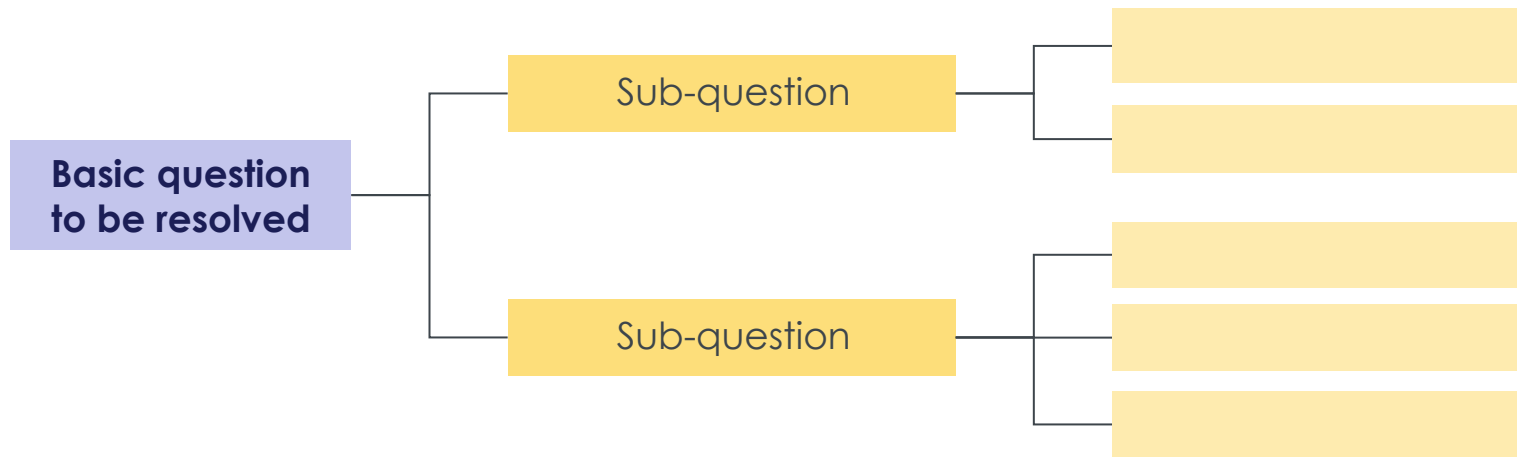 Sub-question
Basic question
to be resolved
Sub-question